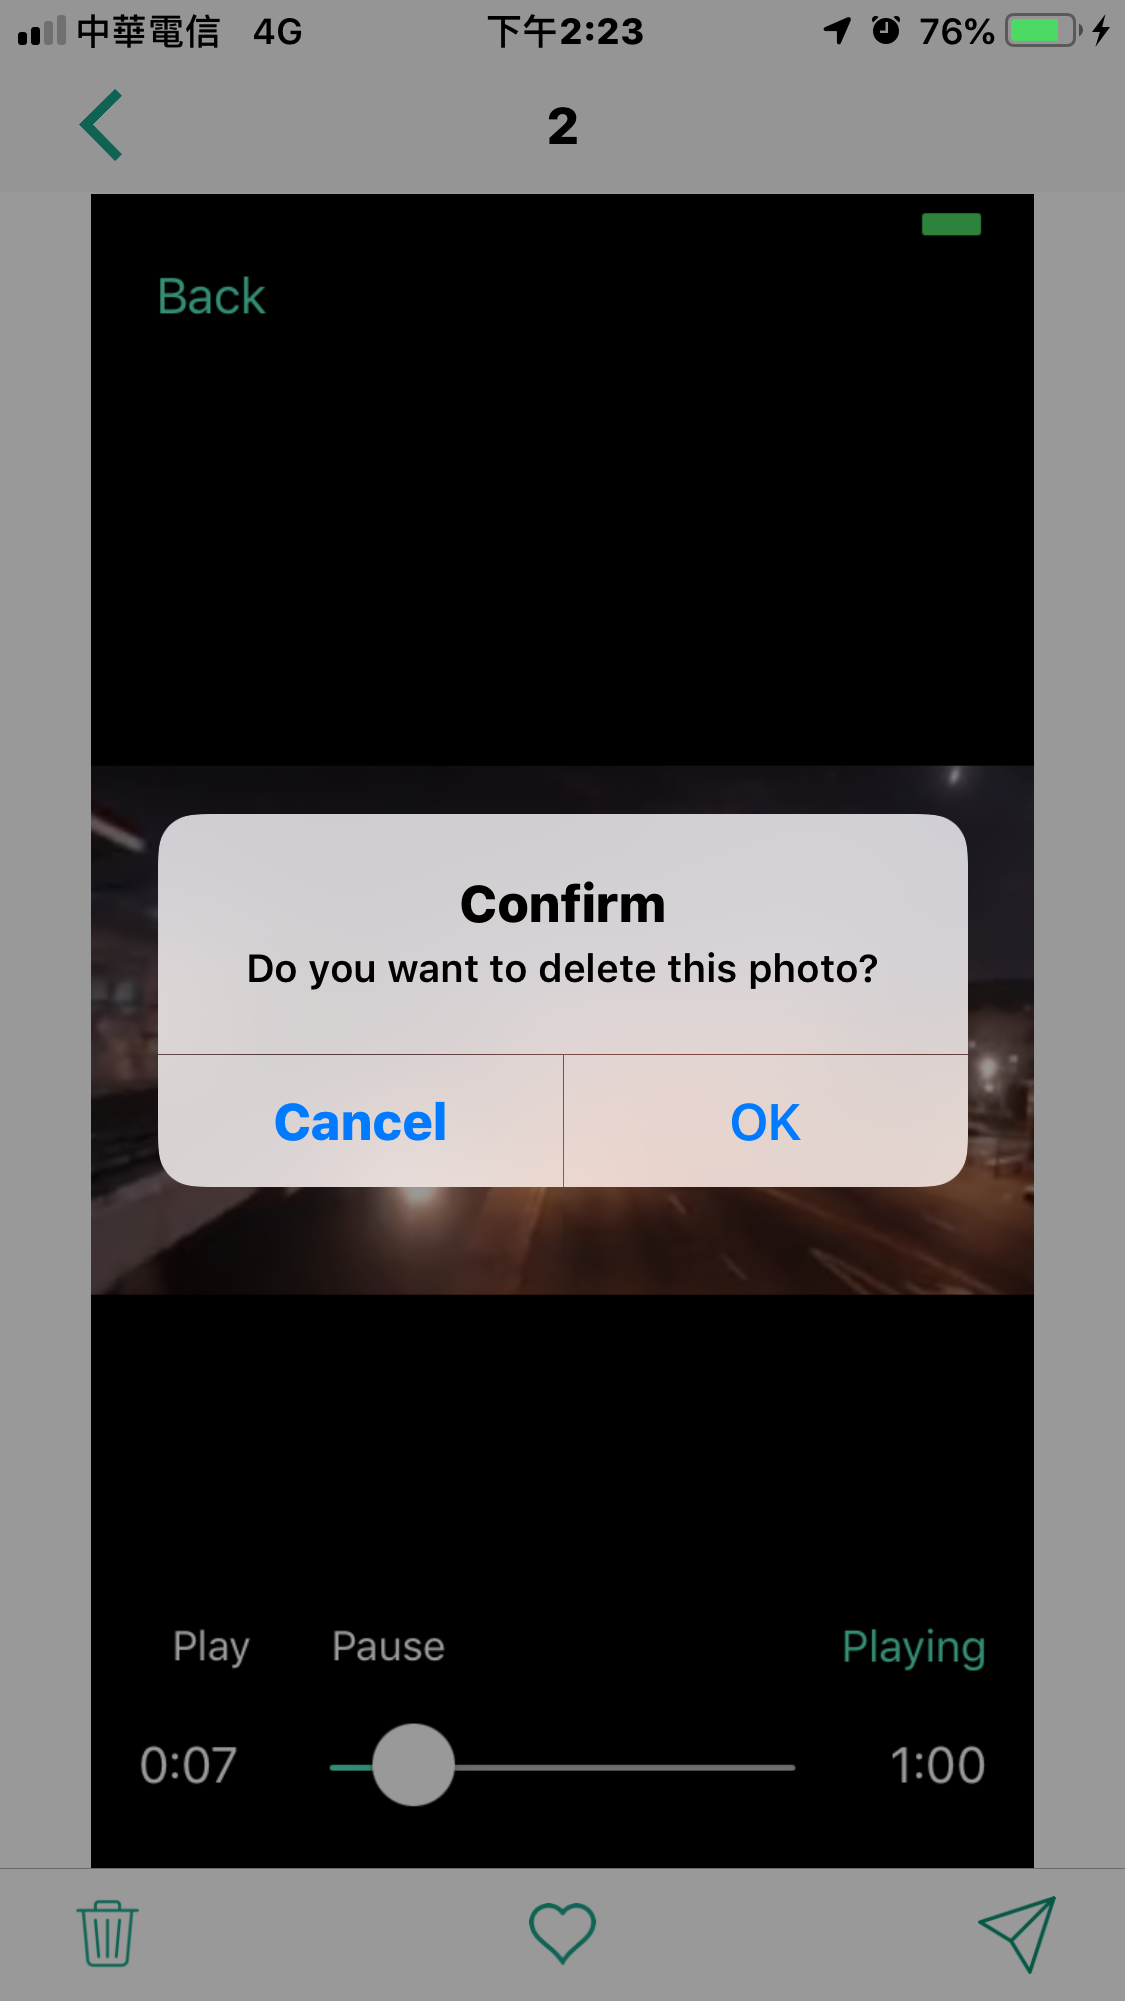 中華電信 4G 下午2:23 76%
2
Back
Confirm
Do you want to delete this photo?
Cancel OK
Play Pause Playing
0:07 1:00